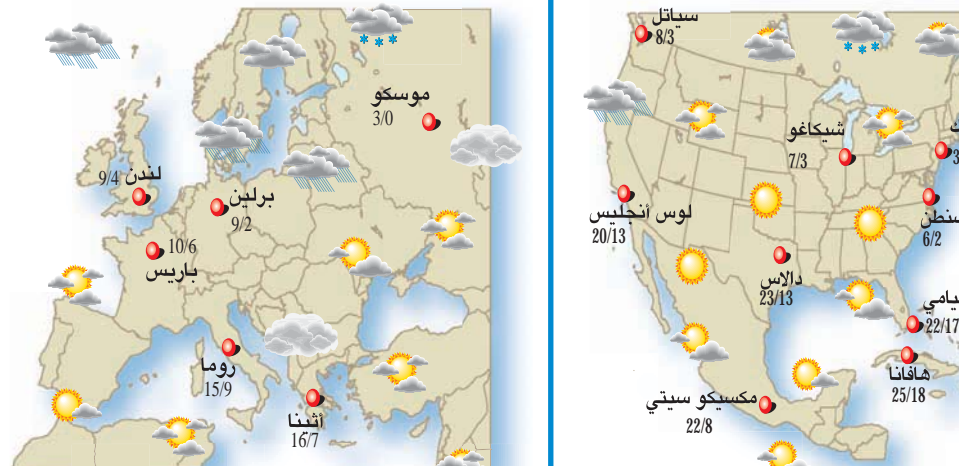 موسكو
3/0
لندن 9/4
برلين
9/2
10/6
باريس
روما
15/9
أثينا
16/7
سياتل
8/3
شيكاغو
7/3
لوس أنجليس
20/13
6/2
دالاس
23/13
22/17
هافانا
25/18
مكسيكو سيتي
22/8